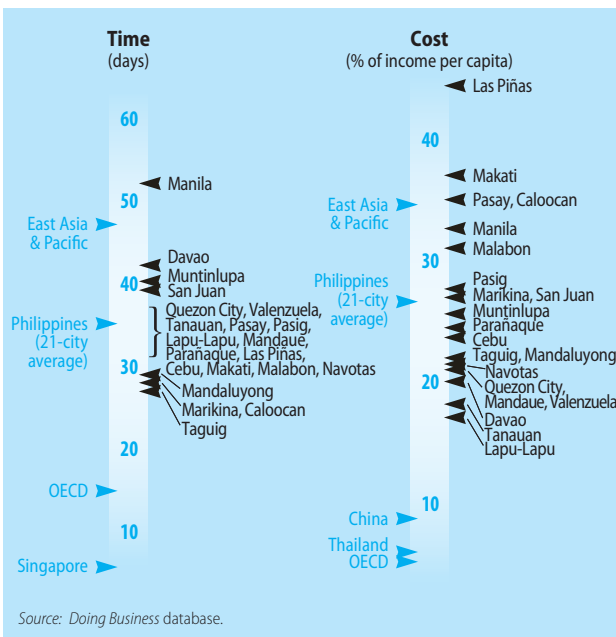 Time
(days)
60
50
40
30
20
10
Manila
East Asia
& Pacific
Davao
Muntinlupa
San Juan
Quezon City, Valenzuela,
Tanauan, Pasay, Pasig,
Lapu-Lapu, Mandaue,
Parañaque, Las Piñas,
Cebu, Makati, Malabon, Navotas
Philippines
(21-city
average)
Mandaluyong
Marikina, Caloocan
Taguig
OECD
Singapore
Cost
(% of income per capita)
40
30
20
10
Las Piñas
Makati
Pasay, Caloocan
East Asia
& Pacific
Manila
Malabon
Philippines
(21-city
average)
Pasig
Marikina, San Juan
Muntinlupa
Parañaque
Cebu
Taguig, Mandaluyong
Navotas
Quezon City,
Mandaue, Valenzuela
Davao
Tanauan
Lapu-Lapu
China
Thailand
OECD
Source: Doing Business database.